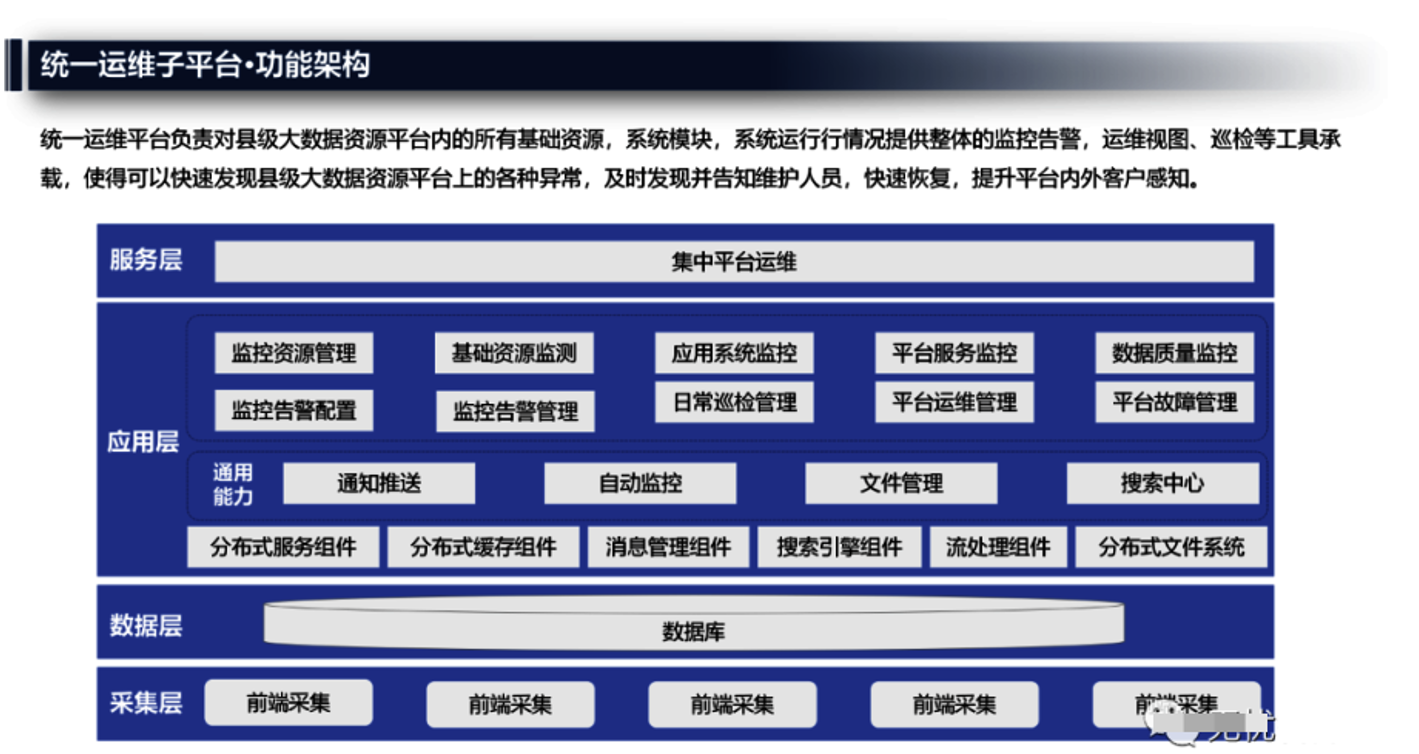 统一运维子平台•功能架构
统一运维平台负责对县级大数据资源平台内的所有基础资源，系统模块，系统运行行情况提供整体的监控告警，运维视图、巡检等工具承
载，使得可以快速发现县级大数据资源平台上的各种异常，及时发现并告知维护人员，快速恢复，提升平台内外客户感知。
服务层
集中平台运维
应用层
监控资源管理 基础资源监测 应用系统监控 平台服务监控 数据质量监控
监控告警配置 监控告警管理 日常巡检管理 平台运维管理 平台故障管理
通用
能力
通知推送 自动监控 文件管理 搜索中心
分布式服务组件 分布式缓存组件 消息管理组件 搜索引擎组件 流处理组件 分布式文件系统
数据层
数据库
采集层
前端采集 前端采集 前端采集 前端采集 前端采集
无忧